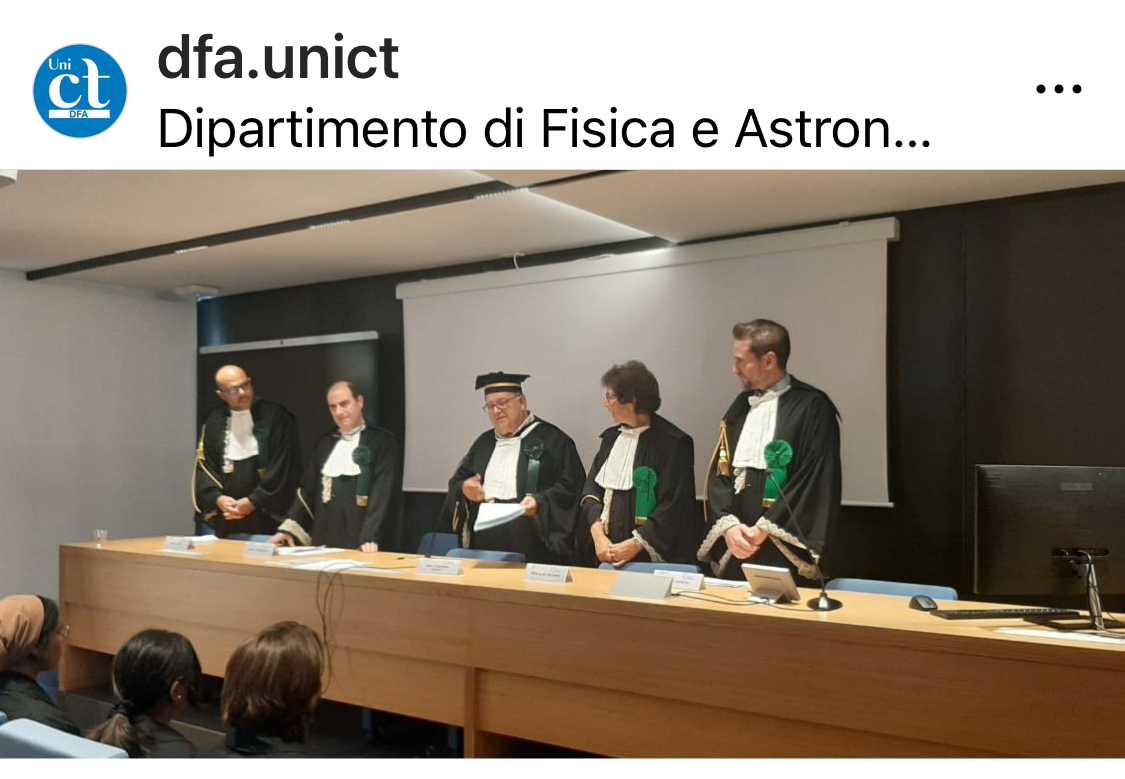 Uni
ct
DFA
dfa.unict
Dipartimento di Fisica e Astron...